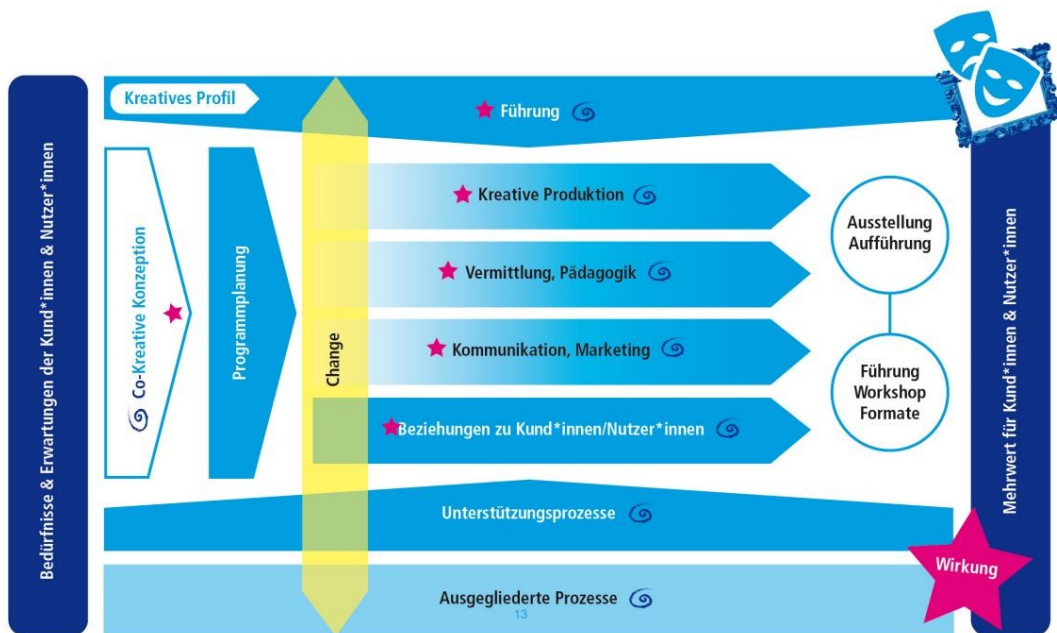 Bedürfnisse & Erwartungen der Kund*innen & Nutzer*innen
Kreatives Profil
Führung
Co-Kreative Konzeption
Programmplanung
Change
Kreative Produktion
Vermittlung, Pädagogik
Kommunikation, Marketing
Beziehungen zu Kund*innen/Nutzer*innen
Ausstellung
Aufführung
Führung
Workshop
Formate
Unterstützungsprozesse
Ausgegliederte Prozesse
13
Mehrwert für Kund*innen & Nutzer*innen
Wirkung